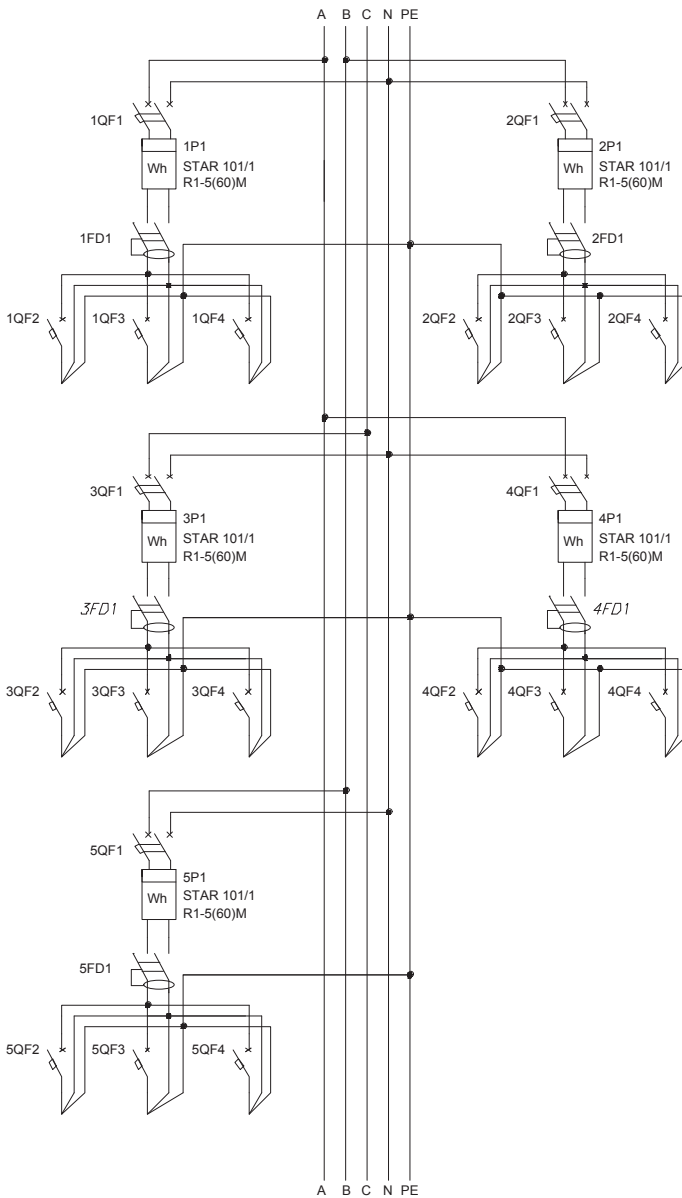 A B C N PE
1QF1
1P1
Wh
STAR 101/1
R1-5(60)M
2QF1
2P1
Wh
STAR 101/1
R1-5(60)M
1FD1
2FD1
1QF2 1QF3 1QF4
2QF2 2QF3 2QF4
3QF1
3P1
Wh
STAR 101/1
R1-5(60)M
4QF1
4P1
Wh
STAR 101/1
R1-5(60)M
3FD1
4FD1
3QF2 3QF3 3QF4
4QF2 4QF3 4QF4
5QF1
5P1
Wh
STAR 101/1
R1-5(60)M
5FD1
5QF2 5QF3 5QF4
A B C N PE